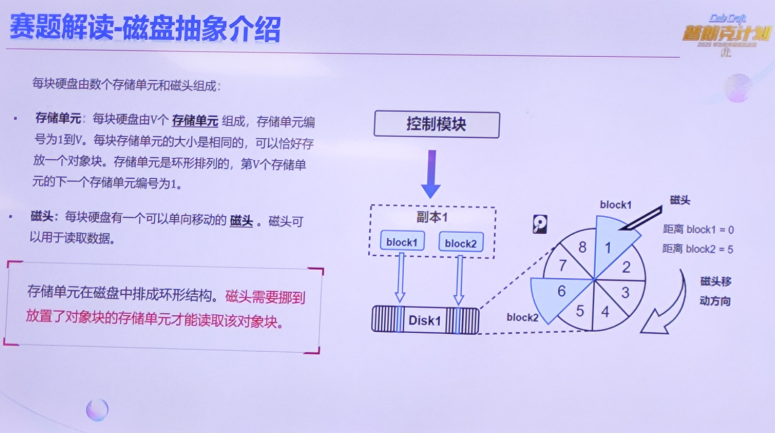 赛题解读-磁盘抽象介绍
Code Craft
普朗克计划
每块硬盘由数个存储单元和磁头组成：
• 存储单元：每块硬盘由V个 存储单元 组成，存储单元编
号为1到V。每块存储单元的大小是相同的，可以恰好存
放一个对象块。存储单元是环形排列的，第V个存储单
元的下一个存储单元编号为1。
• 磁头：每块硬盘有一个可以单向移动的 磁头 。磁头可
以用于读取数据。
存储单元在磁盘中排成环形结构。磁头需要挪到
放置了对象块的存储单元才能读取该对象块。
控制模块
副本1
block1
block2
Disk1
block1
磁头
距离 block1 = 0
距离 block2 = 5
磁头移
动方向
8
1
7
2
6
3
5
4
block2